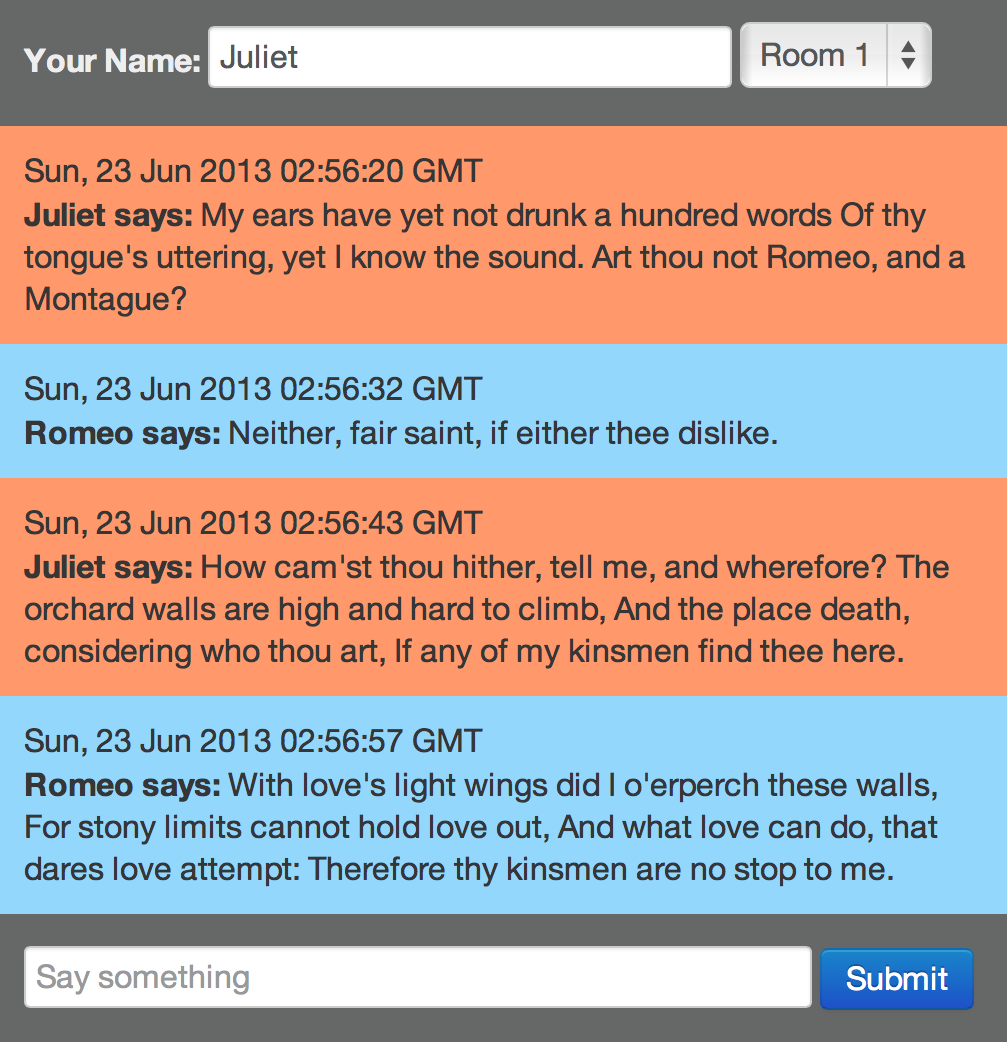 Your Name: Juliet Room 1
Sun, 23 Jun 2013 02:56:20 GMT
Juliet says: My ears have yet not drunk a hundred words Of thy
tongue's uttering, yet I know the sound. Art thou not Romeo, and a
Montague?
Sun, 23 Jun 2013 02:56:32 GMT
Romeo says: Neither, fair saint, if either thee dislike.
Sun, 23 Jun 2013 02:56:43 GMT
Juliet says: How cam'st thou hither, tell me, and wherefore? The
orchard walls are high and hard to climb, And the place death,
considering who thou art, If any of my kinsmen find thee here.
Sun, 23 Jun 2013 02:56:57 GMT
Romeo says: With love's light wings did I o'erperch these walls,
For stony limits cannot hold love out, And what love can do, that
dares love attempt: Therefore thy kinsmen are no stop to me.
Say something Submit